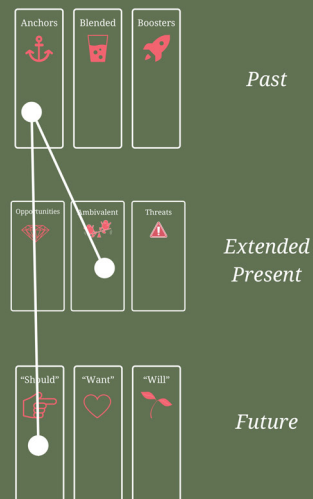 Anchors
Blended
Boosters
Past
Opportunities
Ambivalent
Threats
Extended
Present
“Should”
“Want”
“Will”
Future